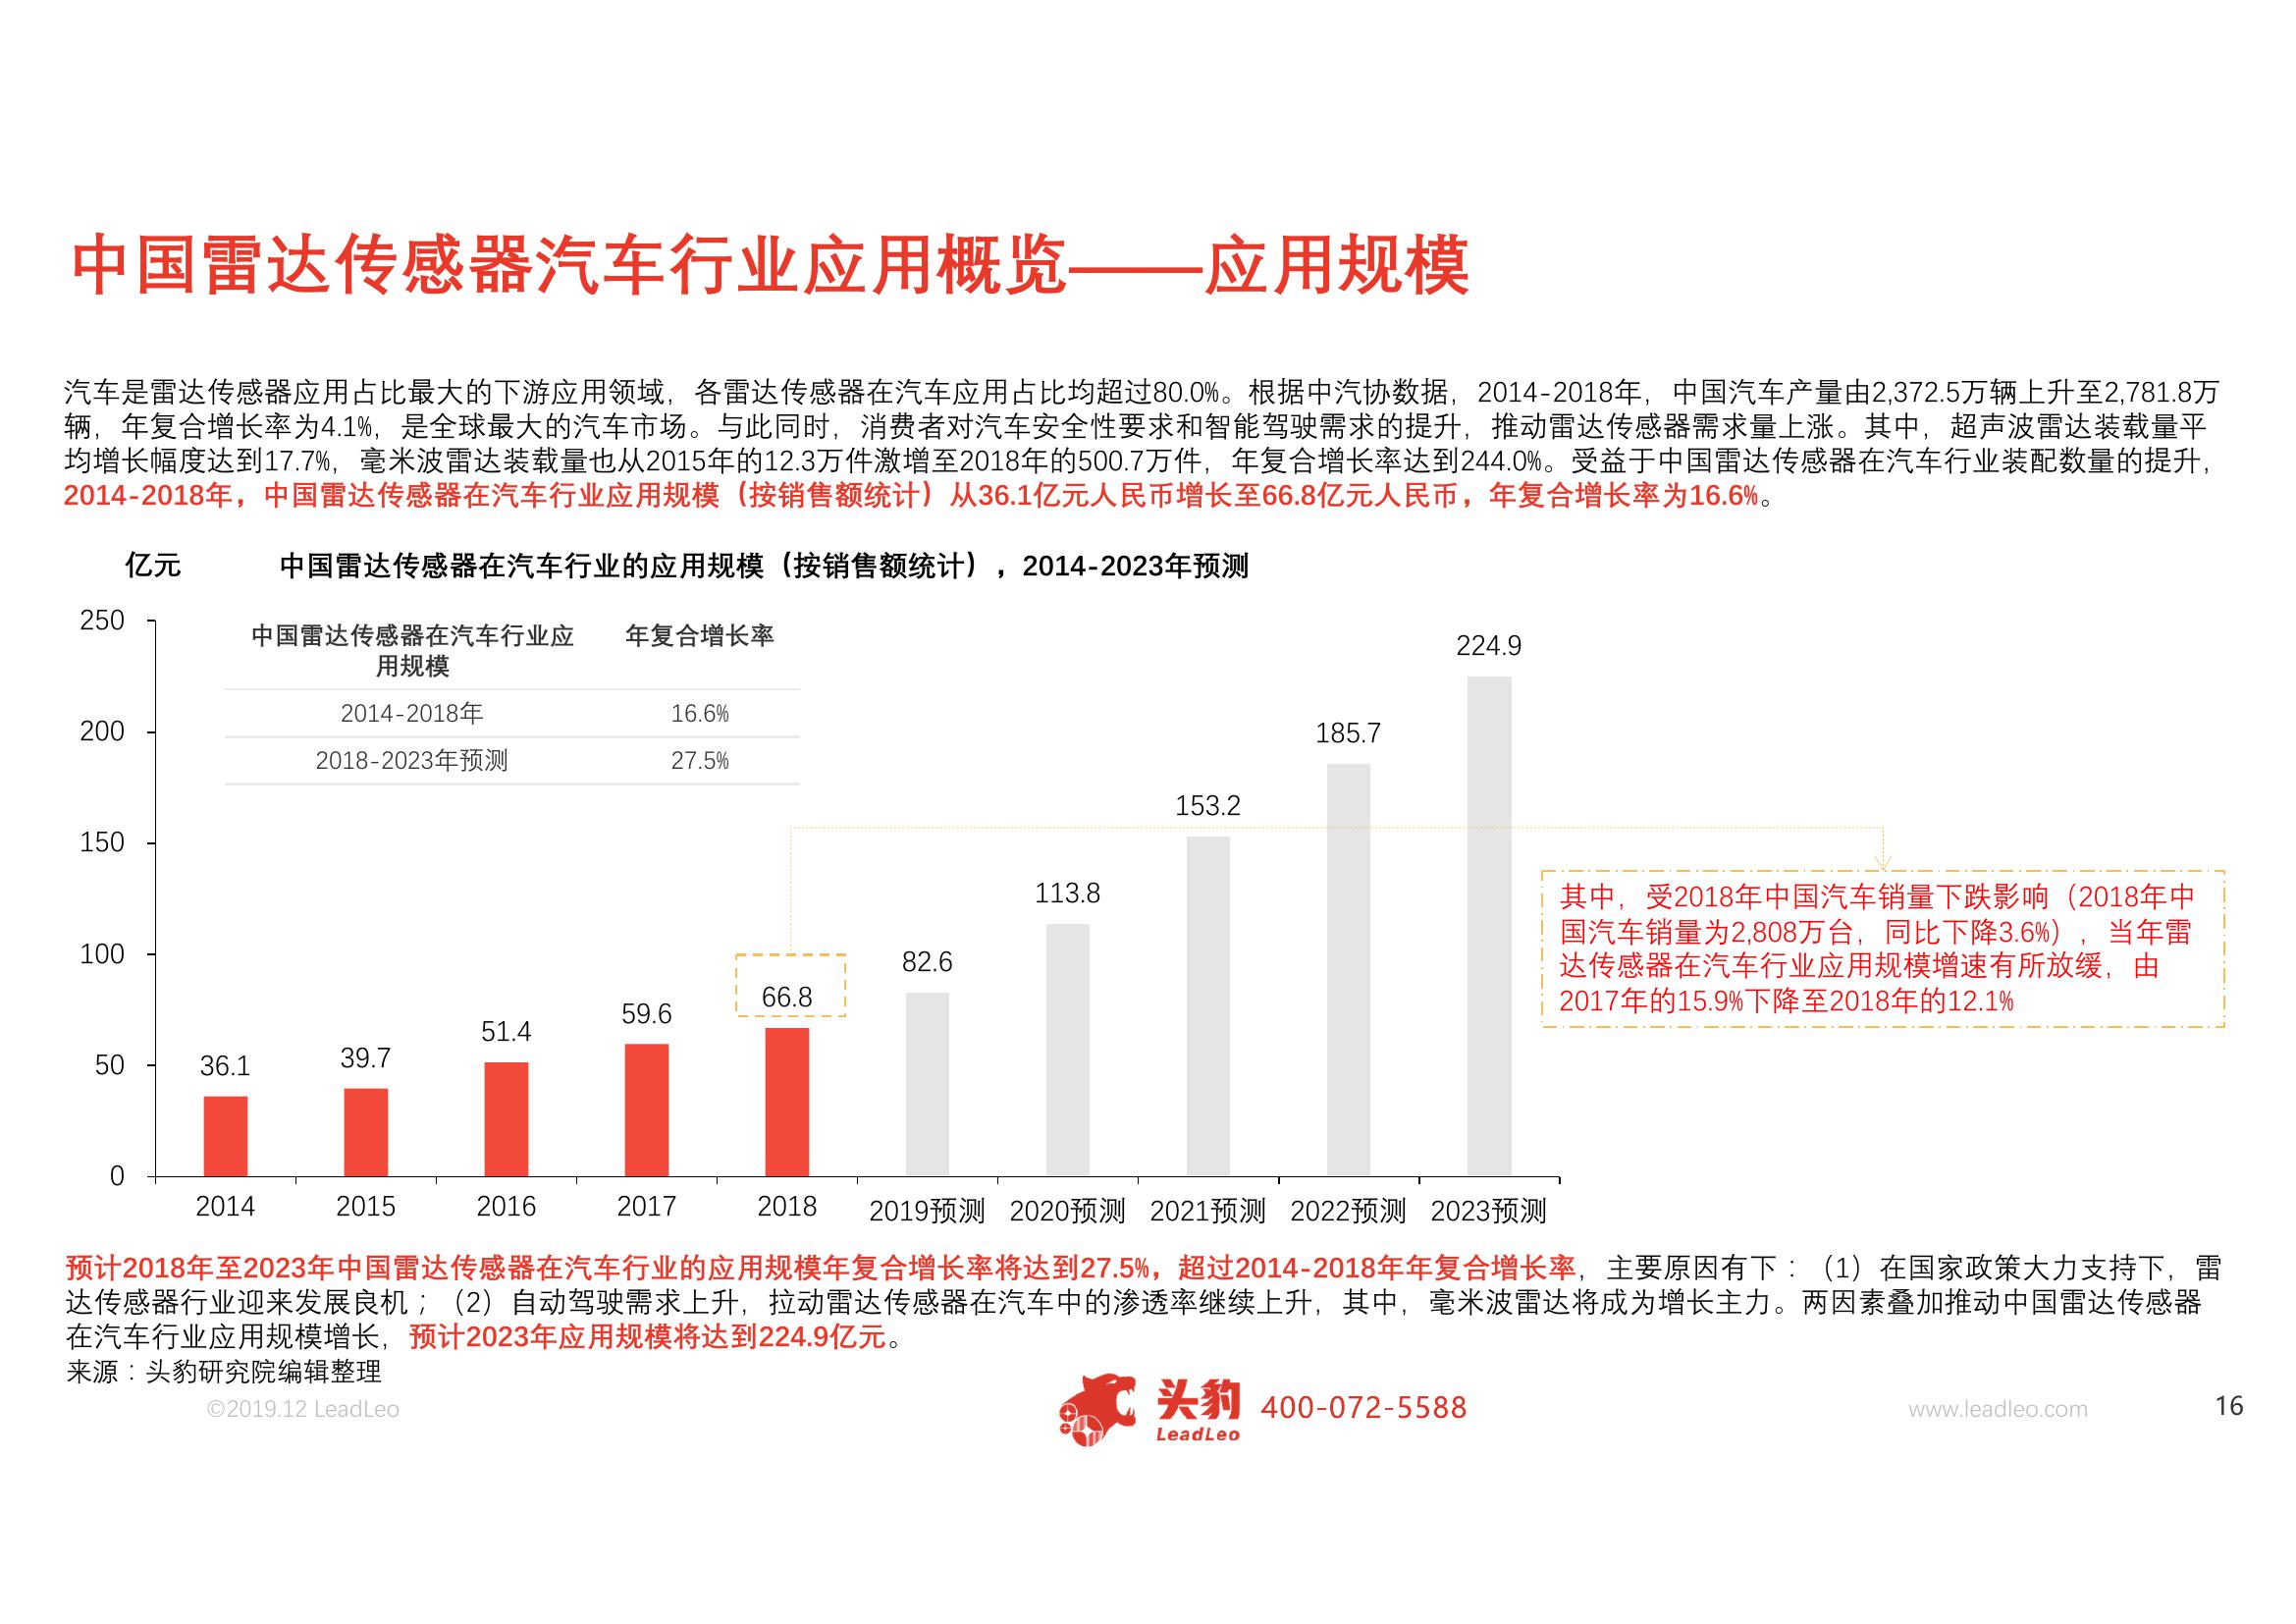 中国雷达传感器汽车行业应用概览——应用规模
汽车是雷达传感器应用占比最大的下游应用领域，各雷达传感器在汽车应用占比均超过80.0%。根据中汽协数据，2014-2018年，中国汽车产量由2,372.5万辆上升至2,781.8万
辆，年复合增长率为4.1%，是全球最大的汽车市场。与此同时，消费者对汽车安全性要求和智能驾驶需求的提升，推动雷达传感器需求量上涨。其中，超声波雷达装载量平
均增长幅度达到17.7%，毫米波雷达装载量也从2015年的12.3万件激增至2018年的500.7万件，年复合增长率达到244.0%。受益于中国雷达传感器在汽车行业装配数量的提升，
2014-2018年，中国雷达传感器在汽车行业应用规模（按销售额统计）从36.1亿元人民币增长至66.8亿元人民币，年复合增长率为16.6%。
亿元
中国雷达传感器在汽车行业的应用规模（按销售额统计），2014-2023年预测
250
200
150
100
50
0
中国雷达传感器在汽车行业应
用规模
年复合增长率
2014-2018年
16.6%
2018-2023年预测
27.5%
36.1
39.7
51.4
59.6
66.8
82.6
113.8
153.2
185.7
224.9
2014
2015
2016
2017
2018
2019预测
2020预测
2021预测
2022预测
2023预测
其中，受2018年中国汽车销量下跌影响（2018年中
国汽车销量为2,808万台，同比下降3.6%），当年雷
达传感器在汽车行业应用规模增速有所放缓，由
2017年的15.9%下降至2018年的12.1%
预计2018年至2023年中国雷达传感器在汽车行业的应用规模年复合增长率将达到27.5%，超过2014-2018年年复合增长率，主要原因有下：（1）在国家政策大力支持下，雷
达传感器行业迎来发展良机；（2）自动驾驶需求上升，拉动雷达传感器在汽车中的渗透率继续上升，其中，毫米波雷达将成为增长主力。两因素叠加推动中国雷达传感器
在汽车行业应用规模增长，预计2023年应用规模将达到224.9亿元。
来源：头豹研究院编辑整理
©2019.12 LeadLeo
头豹
LeadLeo
400-072-5588
www.leadleo.com
16